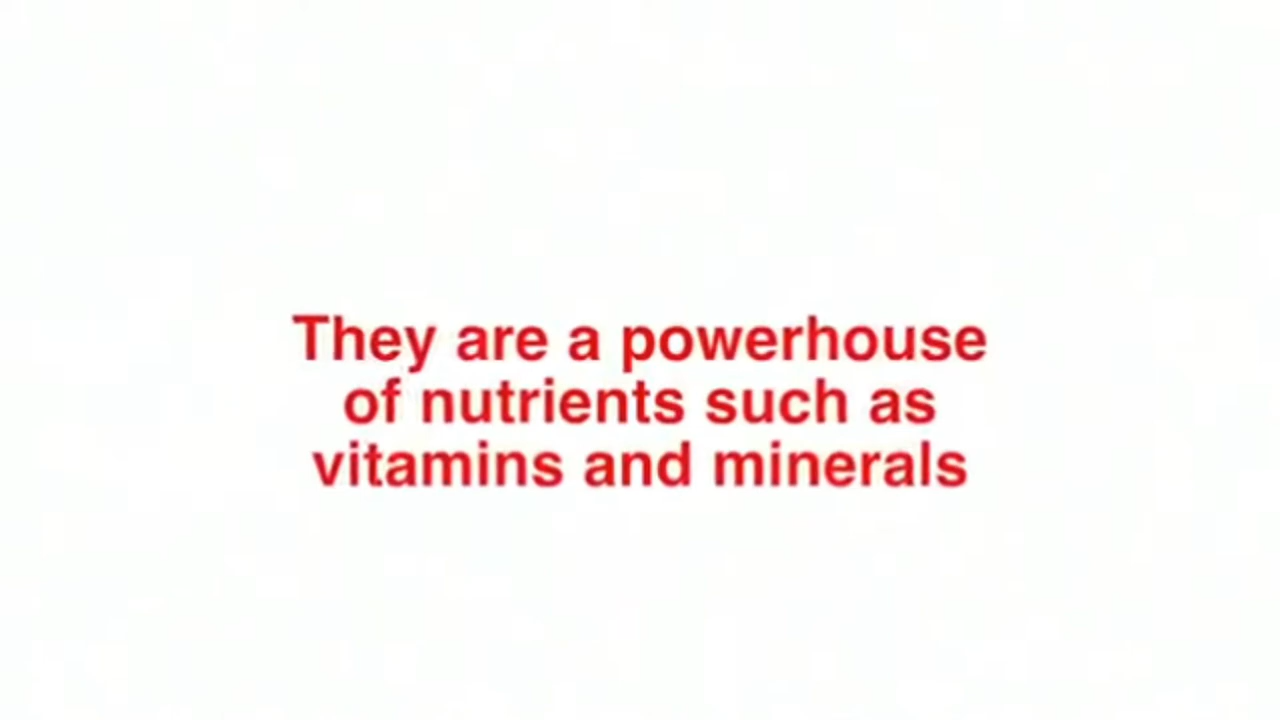 They are a powerhouse
of nutrients such as
vitamins and minerals